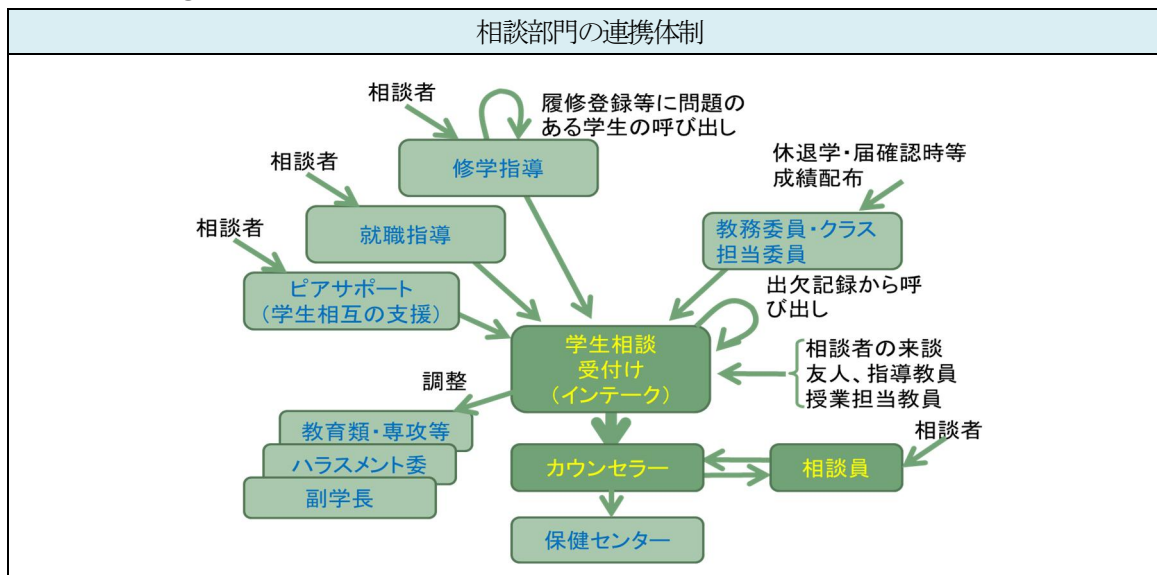 相談部門の連携体制
相談者
履修登録等に問題の
ある学生の呼び出し
修学指導
相談者
就職指導
休退学・届確認時等
成績配布
教務委員・クラス
担当委員
相談者
ピアサポート
(学生相互の支援)
出欠記録から呼
び出し
学生相談
受付け
(インテーク)
相談者の来談
友人、指導教員
授業担当教員
調整
教育類・専攻等
ハラスメント委
副学長
カウンセラー
相談員
相談者
保健センター